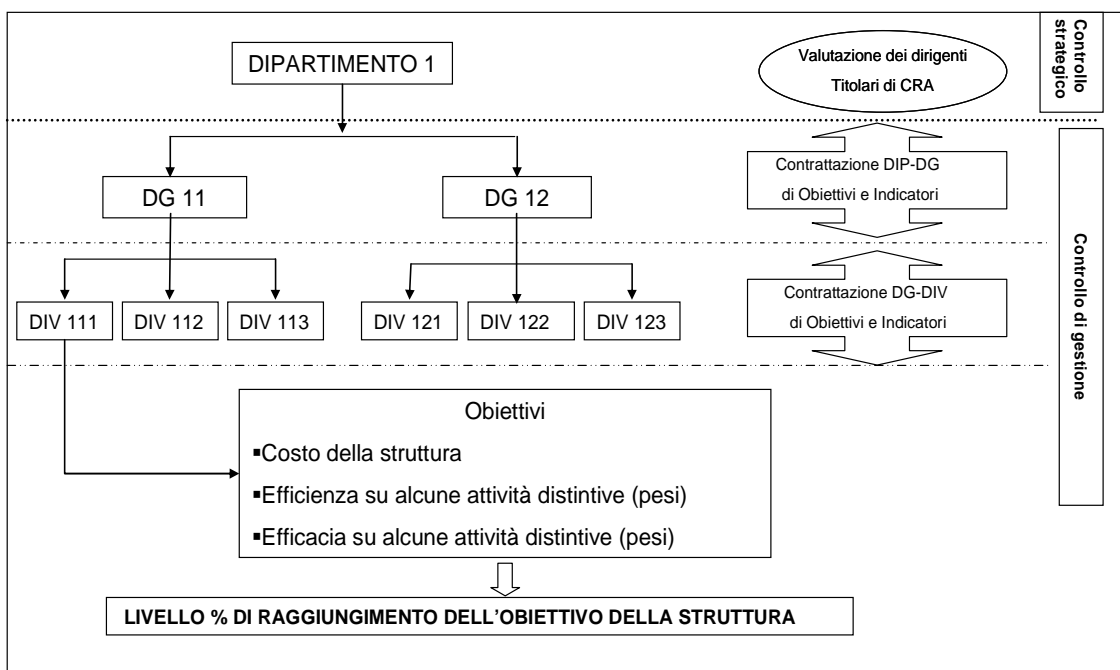 DIPARTIMENTO 1
Valutazione dei dirigenti
Titolari di CRA
Controllo
strategico
DG 11
DG 12
Contrattazione DIP-DG
di Obiettivi e Indicatori
DIV 111
DIV 112
DIV 113
DIV 121
DIV 122
DIV 123
Contrattazione DG-DIV
di Obiettivi e Indicatori
Controllo di gestione
Obiettivi
▪Costo della struttura
▪Efficienza su alcune attività distintive (pesi)
▪Efficacia su alcune attività distintive (pesi)
LIVELLO % DI RAGGIUNGIMENTO DELL’OBIETTIVO DELLA STRUTTURA